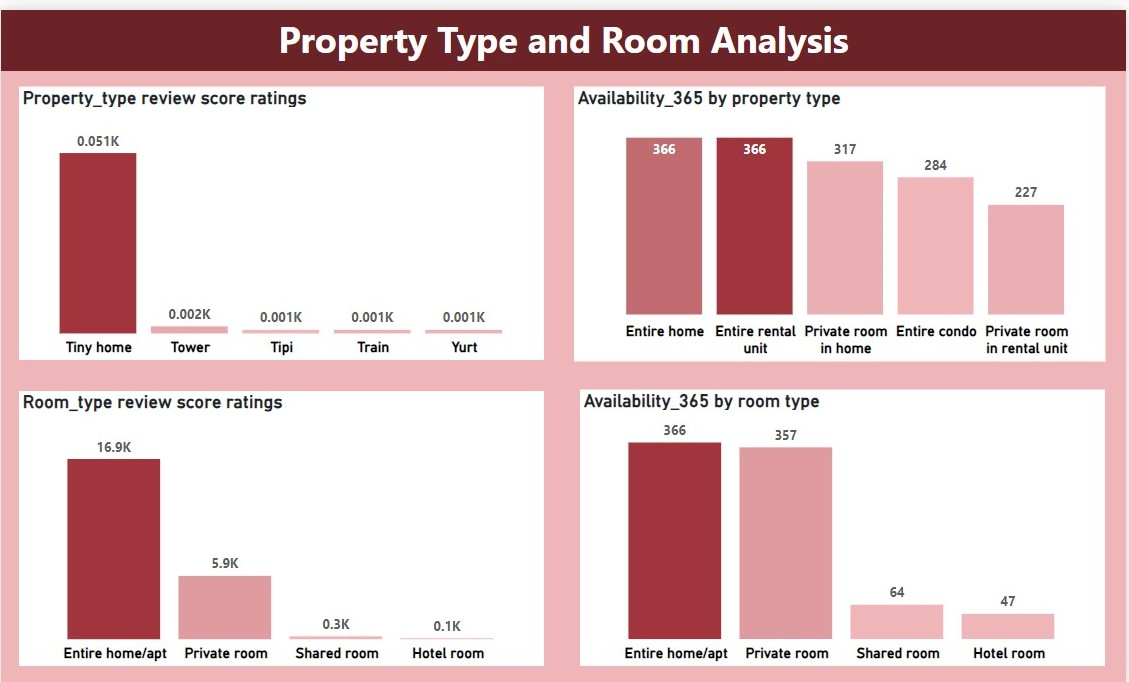 Property Type and Room Analysis
Property_type review score ratings
0.051K
0.002K
0.001K
0.001K
0.001K
Tiny home
Tower
Tipi
Train
Yurt
Availability_365 by property type
366
366
317
284
227
Entire home
Entire rental
unit
Private room
in home
Entire condo
Private room
in rental unit
Room_type review score ratings
16.9K
5.9K
0.3K
0.1K
Entire home/apt
Private room
Shared room
Hotel room
Availability_365 by room type
366
357
64
47
Entire home/apt
Private room
Shared room
Hotel room